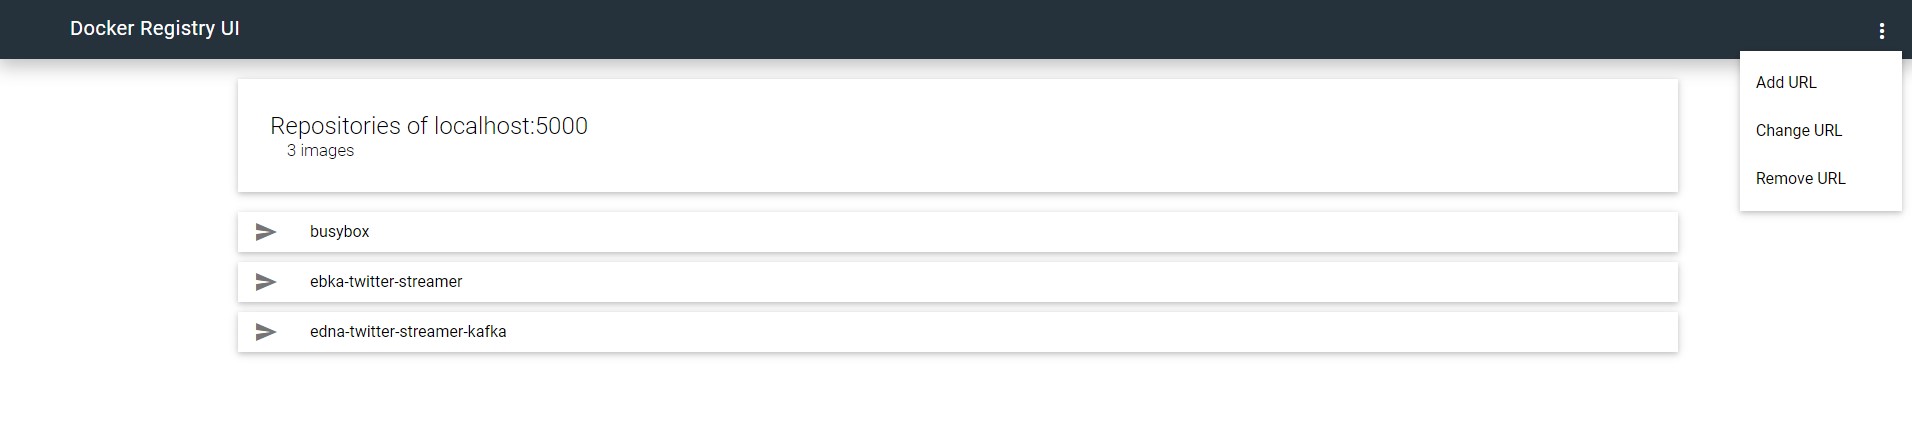 Docker Registry UI
Add URL
Change URL
Remove URL
Repositories of localhost:5000
3 images
busybox
ebka-twitter-streamer
edna-twitter-streamer-kafka